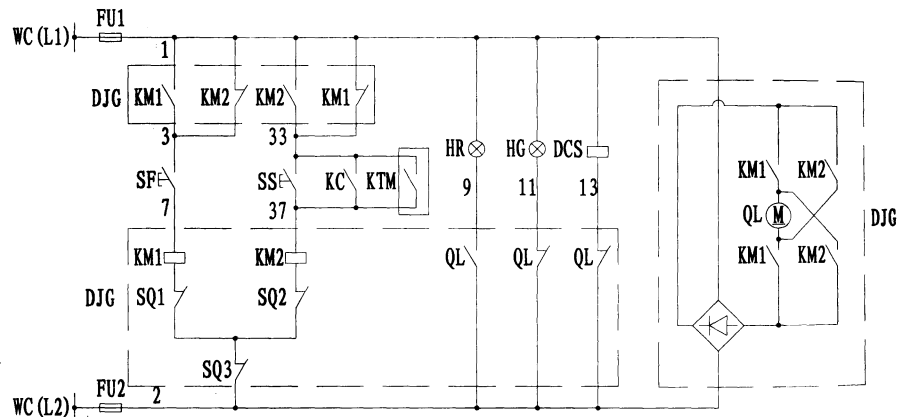 FU1
WC(L1)
1
DJG KM1 KM2 KM2 KM1
3 33
HR HG DCS
SF SS KC KTM
9 11 13
7 37
KM1 KM2
QL M
DJG
KM1 KM2
KM1 KM2 QL QL QL
DJG SQ1 SQ2
SQ3
FU2
WC(L2) 2